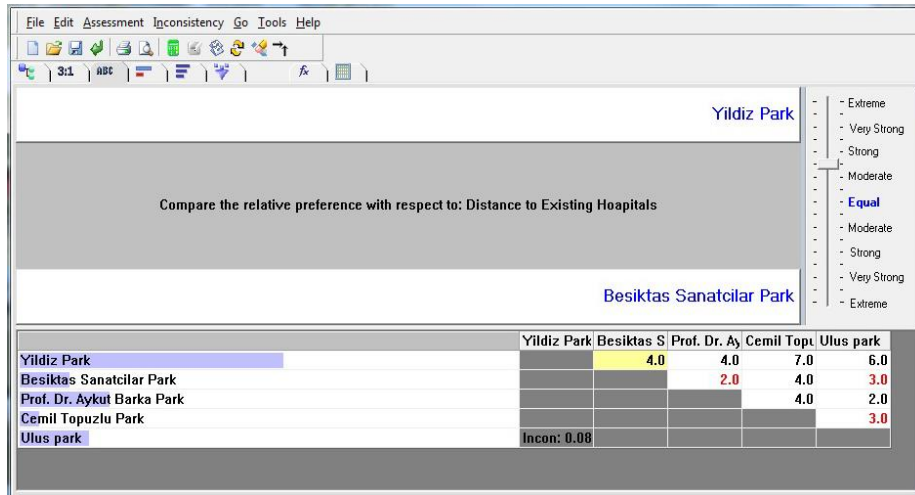 File Edit Assessment Inconsistency Go Tools Help
3:1 ABC fx
Yildiz Park
Compare the relative preference with respect to: Distance to Existing Hoapitals
Besiktas Sanatcilar Park
Extreme
Very Strong
Strong
Moderate
Equal
Moderate
Strong
Very Strong
Extreme
Yildiz Park Besiktas S Prof. Dr. Ay Cemil Topu Ulus park
Yildiz Park 4.0 4.0 7.0 6.0
Besiktas Sanatcilar Park 2.0 4.0 3.0
Prof. Dr. Aykut Barka Park 4.0 2.0
Cemil Topuzlu Park 3.0
Ulus park Incon: 0.08